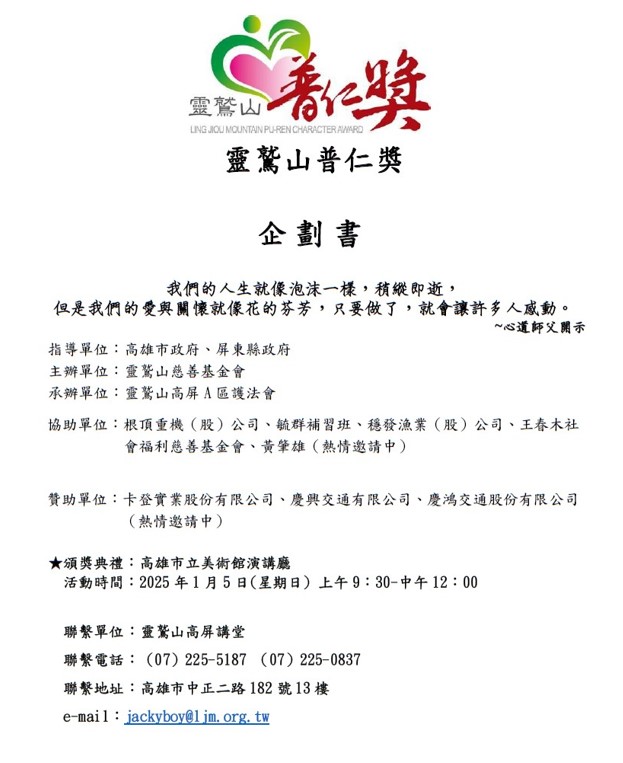 靈鷲山 普仁獎
LING JIOU MOUNTAIN PU-REN CHARACTER AWARD
靈鷲山普仁獎
企劃書
我們的人生就像泡沫一樣，稍縱即逝，
但是我們的愛與關懷就像花的芬芳，只要做了，就會讓許多人感動。
~心道師父開示
指導單位：高雄市政府、屏東縣政府
主辦單位：靈鷲山慈善基金會
承辦單位：靈鷲山高屏A區護法會
協助單位：根頂重機（股）公司、毓群補習班、穩發漁業（股）公司、王春木社
會福利慈善基金會、黃肇雄（熱情邀請中）
贊助單位：卡登實業股份有限公司、慶興交通有限公司、慶鴻交通股份有限公司
（熱情邀請中）
★頒獎典禮：高雄市立美術館演講廳
活動時間：2025年1月5日(星期日) 上午9：30-中午12：00
聯繫單位：靈鷲山高屏講堂
聯繫電話：（07）225-5187 （07）225-0837
聯繫地址：高雄市中正二路182號13樓
e-mail：jackyboy@ljm.org.tw